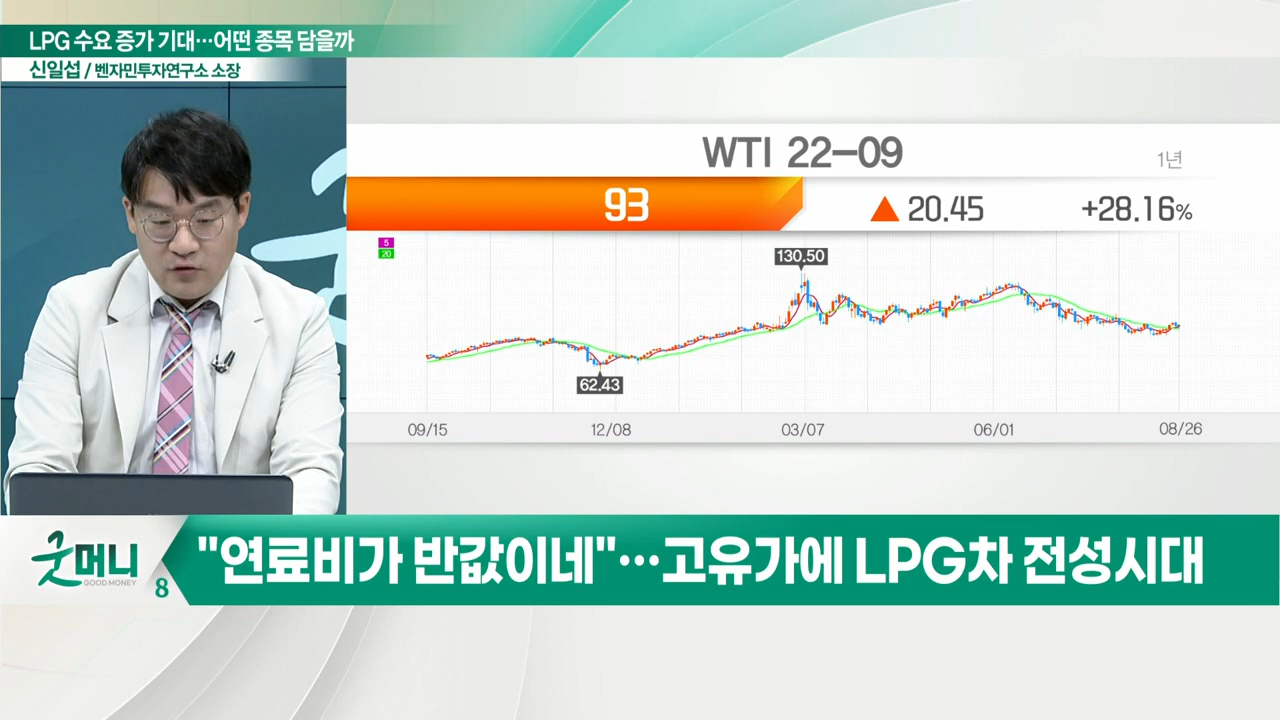 LPG 수요 증가 기대…어떤 종목 담을까
신일섭 / 벤자민투자연구소 소장
WTI 22-09
1년
93
▲ 20.45
+28.16%
5
20
130.50
62.43
09/15
12/08
03/07
06/01
08/26
굿머니
GOOD MONEY
8
"연료비가 반값이네"…고유가에 LPG차 전성시대